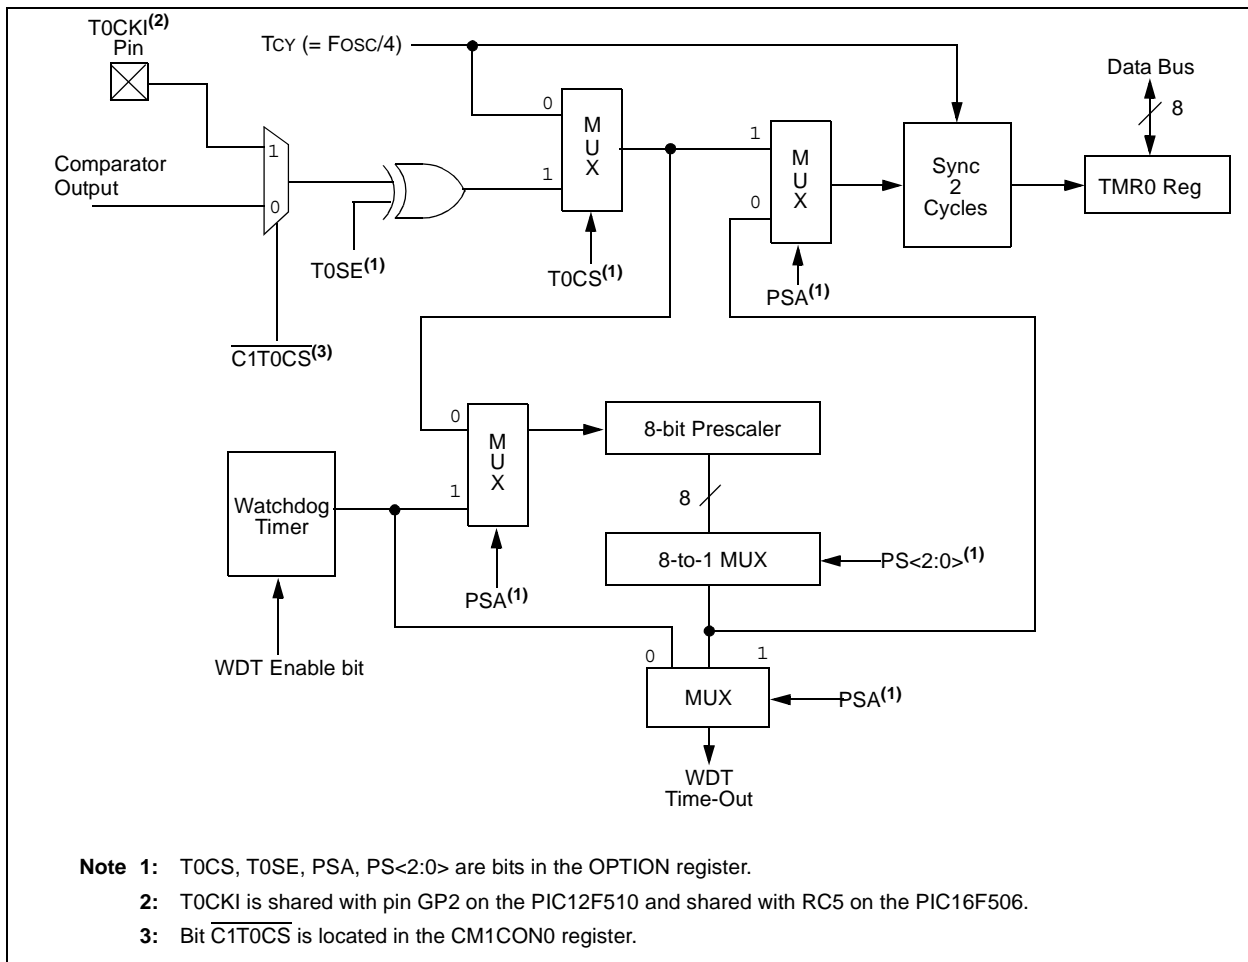 T0CKI(2)
Pin
TCY (= FOSC/4)
Data Bus
8
0
M
U
X
1
1
M
U
X
0
Sync
2
Cycles
TMR0 Reg
1
0
Comparator
Output
T0SE(1)
T0CS(1)
PSA(1)
C1T0CS(3)
0
M
U
X
1
8-bit Prescaler
8
Watchdog
Timer
8-to-1 MUX
PS<2:0>(1)
PSA(1)
WDT Enable bit
0
1
MUX
PSA(1)
WDT
Time-Out
Note 1: T0CS, T0SE, PSA, PS<2:0> are bits in the OPTION register.
2: T0CKI is shared with pin GP2 on the PIC12F510 and shared with RC5 on the PIC16F506.
3: Bit C1T0CS is located in the CM1CON0 register.